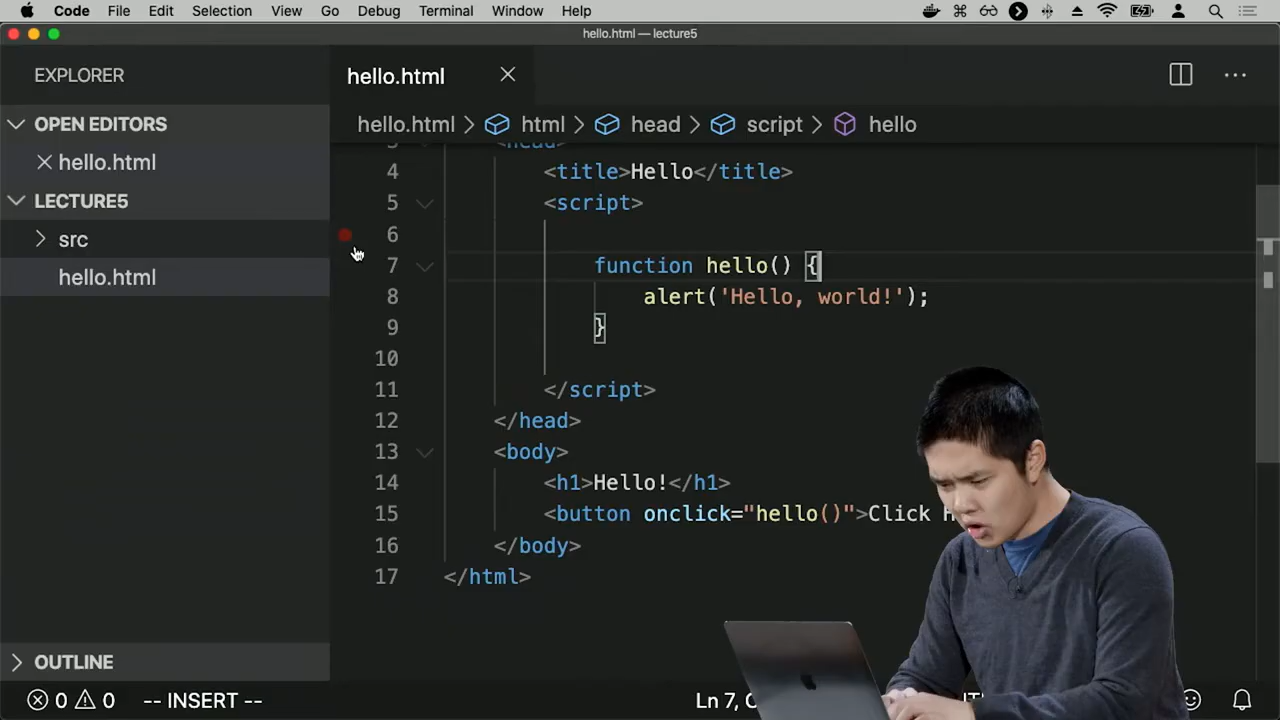 Code File Edit Selection View Go Debug Terminal Window Help
hello.html — lecture5
EXPLORER
OPEN EDITORS
hello.html
LECTURE5
src
hello.html
OUTLINE
hello.html
hello.html > html > head > script > hello
4 <title>Hello</title>
5 <script>
6
7 function hello() {
8 alert('Hello, world!');
9 }
10
11 </script>
12 </head>
13 <body>
14 <h1>Hello!</h1>
15 <button onclick="hello()">Click
16 </body>
17 </html>
0 0 -- INSERT -- Ln 7,